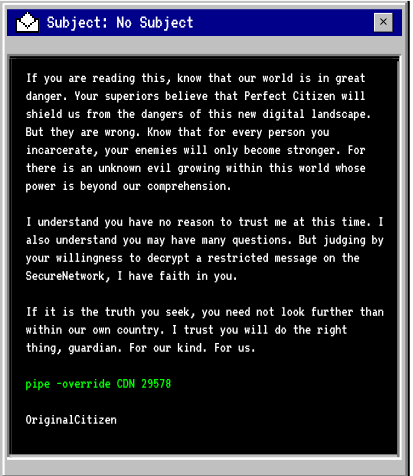 Subject: No Subject
If you are reading this, know that our world is in great
danger. Your superiors believe that Perfect Citizen will
shield us from the dangers of this new digital landscape.
But they are wrong. Know that for every person you
incarcerate, your enemies will only become stronger. For
there is an unknown evil growing within this world whose
power is beyond our comprehension.
I understand you have no reason to trust me at this time. I
also understand you may have many questions. But judging by
your willingness to decrypt a restricted message on the
SecureNetwork, I have faith in you.
If it is the truth you seek, you need not look further than
within our own country. I trust you will do the right
thing, guardian. For our kind. For us.
pipe -override CDN 29578
OriginalCitizen